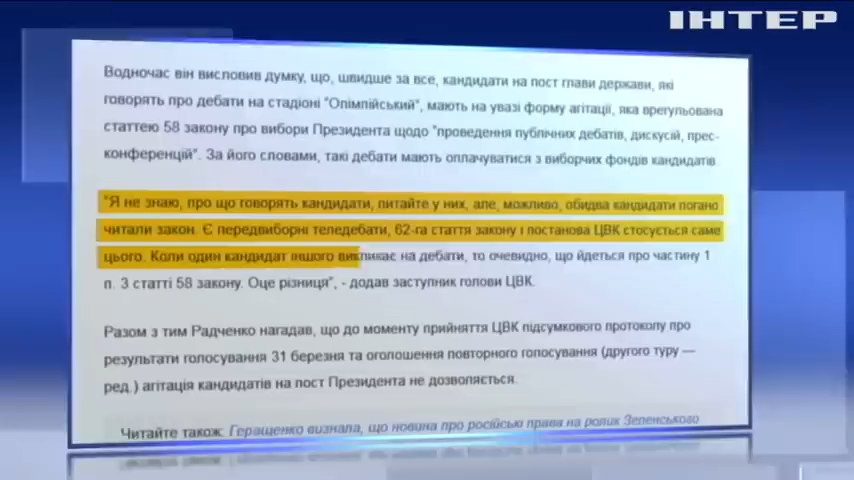 ІНТЕР
Водночас він висловив думку, що, швидше за все, кандидати на пост глави держави, які
говорять про дебати на стадіоні "Олімпійський", мають на увазі форму агітації, яка врегульована
статтею 58 закону про вибори Президента щодо "проведення публічних дебатів, дискусій, прес-
конференцій". За його словами, такі дебати мають оплачуватися з виборчих фондів кандидатів.
"Я не знаю, про що говорять кандидати, питайте у них, але, можливо, обидва кандидати погано
читали закон. Є передвиборні теледебати, 62-га стаття закону і постанова ЦВК стосується саме
цього. Коли один кандидат іншого викликає на дебати, то очевидно, що йдеться про частину 1
п. 3 статті 58 закону. Оце різниця", - додав заступник голови ЦВК.
Разом з тим Радченко нагадав, що до моменту прийняття ЦВК підсумкового протоколу про
результати голосування 31 березня та оголошення повторного голосування (другого туру —
ред.) агітація кандидатів на пост Президента не дозволяється.
Читайте також: Геращенко визнала, що новина про російські права на ролик Зеленського